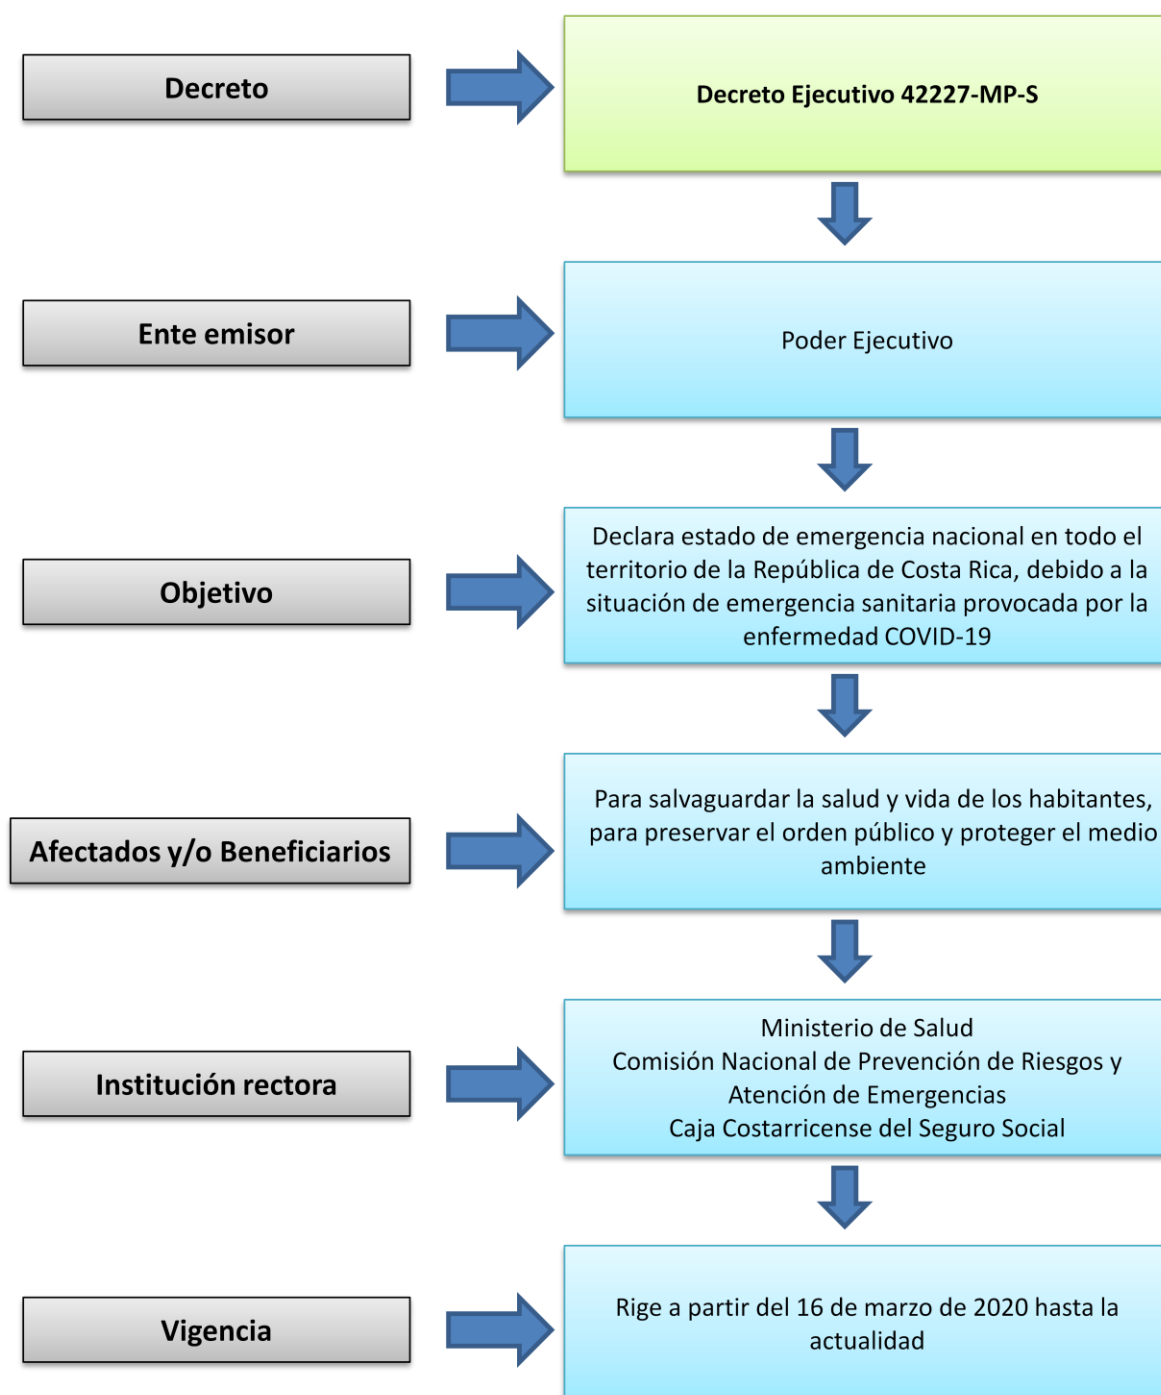 Decreto
Decreto Ejecutivo 42227-MP-S
Ente emisor
Poder Ejecutivo
Objetivo
Declara estado de emergencia nacional en todo el
territorio de la República de Costa Rica, debido a la
situación de emergencia sanitaria provocada por la
enfermedad COVID-19
Afectados y/o Beneficiarios
Para salvaguardar la salud y vida de los habitantes,
para preservar el orden público y proteger el medio
ambiente
Institución rectora
Ministerio de Salud
Comisión Nacional de Prevención de Riesgos y
Atención de Emergencias
Caja Costarricense del Seguro Social
Vigencia
Rige a partir del 16 de marzo de 2020 hasta la
actualidad